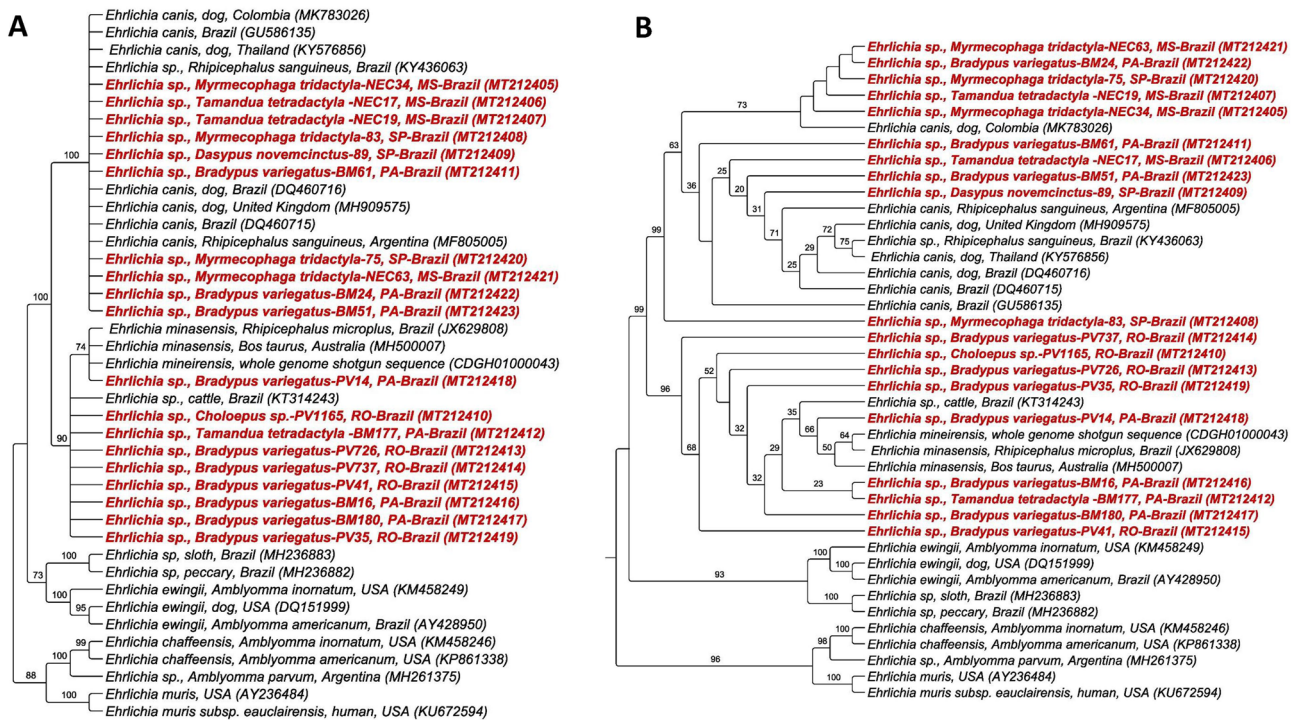 A
Ehrlichia canis, dog, Colombia (MK783026)
Ehrlichia canis, Brazil (GU586135)
Ehrlichia canis, dog, Thailand (KY576856)
Ehrlichia sp., Rhipicephalus sanguineus, Brazil (KY436063)
Ehrlichia sp., Myrmecophaga tridactyla-NEC34, MS-Brazil (MT212405)
Ehrlichia sp., Tamandua tetradactyla -NEC17, MS-Brazil (MT212406)
Ehrlichia sp., Tamandua tetradactyla -NEC19, MS-Brazil (MT212407)
Ehrlichia sp., Myrmecophaga tridactyla-83, SP-Brazil (MT212408)
100
Ehrlichia sp., Dasypus novemcinctus-89, SP-Brazil (MT212409)
Ehrlichia sp., Bradypus variegatus-BM61, PA-Brazil (MT212411)
Ehrlichia canis, dog, Brazil (DQ460716)
Ehrlichia canis, dog, United Kingdom (MH909575)
Ehrlichia canis, Brazil (DQ460715)
Ehrlichia canis, Rhipicephalus sanguineus, Argentina (MF805005)
Ehrlichia sp., Myrmecophaga tridactyla-75, SP-Brazil (MT212420)
Ehrlichia sp., Myrmecophaga tridactyla-NEC63, MS-Brazil (MT212421)
100
Ehrlichia sp., Bradypus variegatus-BM24, PA-Brazil (MT212422)
Ehrlichia sp., Bradypus variegatus-BM51, PA-Brazil (MT212423)
Ehrlichia minasensis, Rhipicephalus microplus, Brazil (JX629808)
74
Ehrlichia minasensis, Bos taurus, Australia (MH500007)
Ehrlichia mineirensis, whole genome shotgun sequence (CDGH01000043)
Ehrlichia sp., Bradypus variegatus-PV14, PA-Brazil (MT212418)
Ehrlichia sp., cattle, Brazil (KT314243)
Ehrlichia sp., Choloepus sp.-PV1165, RO-Brazil (MT212410)
90
Ehrlichia sp., Tamandua tetradactyla -BM177, PA-Brazil (MT212412)
Ehrlichia sp., Bradypus variegatus-PV726, RO-Brazil (MT212413)
Ehrlichia sp., Bradypus variegatus-PV737, RO-Brazil (MT212414)
Ehrlichia sp., Bradypus variegatus-PV41, RO-Brazil (MT212415)
Ehrlichia sp., Bradypus variegatus-BM16, PA-Brazil (MT212416)
Ehrlichia sp., Bradypus variegatus-BM180, PA-Brazil (MT212417)
Ehrlichia sp., Bradypus variegatus-PV35, RO-Brazil (MT212419)
100
Ehrlichia sp, sloth, Brazil (MH236883)
73
Ehrlichia sp, peccary, Brazil (MH236882)
100
Ehrlichia ewingii, Amblyomma inornatum, USA (KM458249)
95
Ehrlichia ewingii, dog, USA (DQ151999)
Ehrlichia ewingii, Amblyomma americanum, Brazil (AY428950)
99
Ehrlichia chaffeensis, Amblyomma inornatum, USA (KM458246)
100
Ehrlichia chaffeensis, Amblyomma americanum, USA (KP861338)
88
Ehrlichia sp., Amblyomma parvum, Argentina (MH261375)
100
Ehrlichia muris, USA (AY236484)
Ehrlichia muris subsp. eauclairensis, human, USA (KU672594)
B
Ehrlichia sp., Myrmecophaga tridactyla-NEC63, MS-Brazil (MT212421)
Ehrlichia sp., Bradypus variegatus-BM24, PA-Brazil (MT212422)
Ehrlichia sp., Myrmecophaga tridactyla-75, SP-Brazil (MT212420)
Ehrlichia sp., Tamandua tetradactyla -NEC19, MS-Brazil (MT212407)
73
Ehrlichia sp., Myrmecophaga tridactyla-NEC34, MS-Brazil (MT212405)
Ehrlichia canis, dog, Colombia (MK783026)
63
Ehrlichia sp., Bradypus variegatus-BM61, PA-Brazil (MT212411)
25
Ehrlichia sp., Tamandua tetradactyla -NEC17, MS-Brazil (MT212406)
36
20
Ehrlichia sp., Bradypus variegatus-BM51, PA-Brazil (MT212423)
Ehrlichia sp., Dasypus novemcinctus-89, SP-Brazil (MT212409)
31
Ehrlichia canis, Rhipicephalus sanguineus, Argentina (MF805005)
99
71
72
Ehrlichia canis, dog, United Kingdom (MH909575)
75
Ehrlichia sp., Rhipicephalus sanguineus, Brazil (KY436063)
29
Ehrlichia canis, dog, Thailand (KY576856)
25
Ehrlichia canis, dog, Brazil (DQ460716)
Ehrlichia canis, Brazil (DQ460715)
Ehrlichia canis, Brazil (GU586135)
99
Ehrlichia sp., Myrmecophaga tridactyla-83, SP-Brazil (MT212408)
Ehrlichia sp., Bradypus variegatus-PV737, RO-Brazil (MT212414)
Ehrlichia sp., Choloepus sp.-PV1165, RO-Brazil (MT212410)
52
Ehrlichia sp., Bradypus variegatus-PV726, RO-Brazil (MT212413)
96
Ehrlichia sp., Bradypus variegatus-PV35, RO-Brazil (MT212419)
Ehrlichia sp., cattle, Brazil (KT314243)
32
35
Ehrlichia sp., Bradypus variegatus-PV14, PA-Brazil (MT212418)
66
64
Ehrlichia mineirensis, whole genome shotgun sequence (CDGH01000043)
68
29
50
Ehrlichia minasensis, Rhipicephalus microplus, Brazil (JX629808)
Ehrlichia minasensis, Bos taurus, Australia (MH500007)
32
23
Ehrlichia sp., Bradypus variegatus-BM16, PA-Brazil (MT212416)
Ehrlichia sp., Tamandua tetradactyla -BM177, PA-Brazil (MT212412)
Ehrlichia sp., Bradypus variegatus-BM180, PA-Brazil (MT212417)
Ehrlichia sp., Bradypus variegatus-PV41, RO-Brazil (MT212415)
100
Ehrlichia ewingii, Amblyomma inornatum, USA (KM458249)
100
Ehrlichia ewingii, dog, USA (DQ151999)
93
Ehrlichia ewingii, Amblyomma americanum, Brazil (AY428950)
100
Ehrlichia sp, sloth, Brazil (MH236883)
Ehrlichia sp, peccary, Brazil (MH236882)
100
Ehrlichia chaffeensis, Amblyomma inornatum, USA (KM458246)
98
Ehrlichia chaffeensis, Amblyomma americanum, USA (KP861338)
96
Ehrlichia sp., Amblyomma parvum, Argentina (MH261375)
100
Ehrlichia muris, USA (AY236484)
Ehrlichia muris subsp. eauclairensis, human, USA (KU672594)